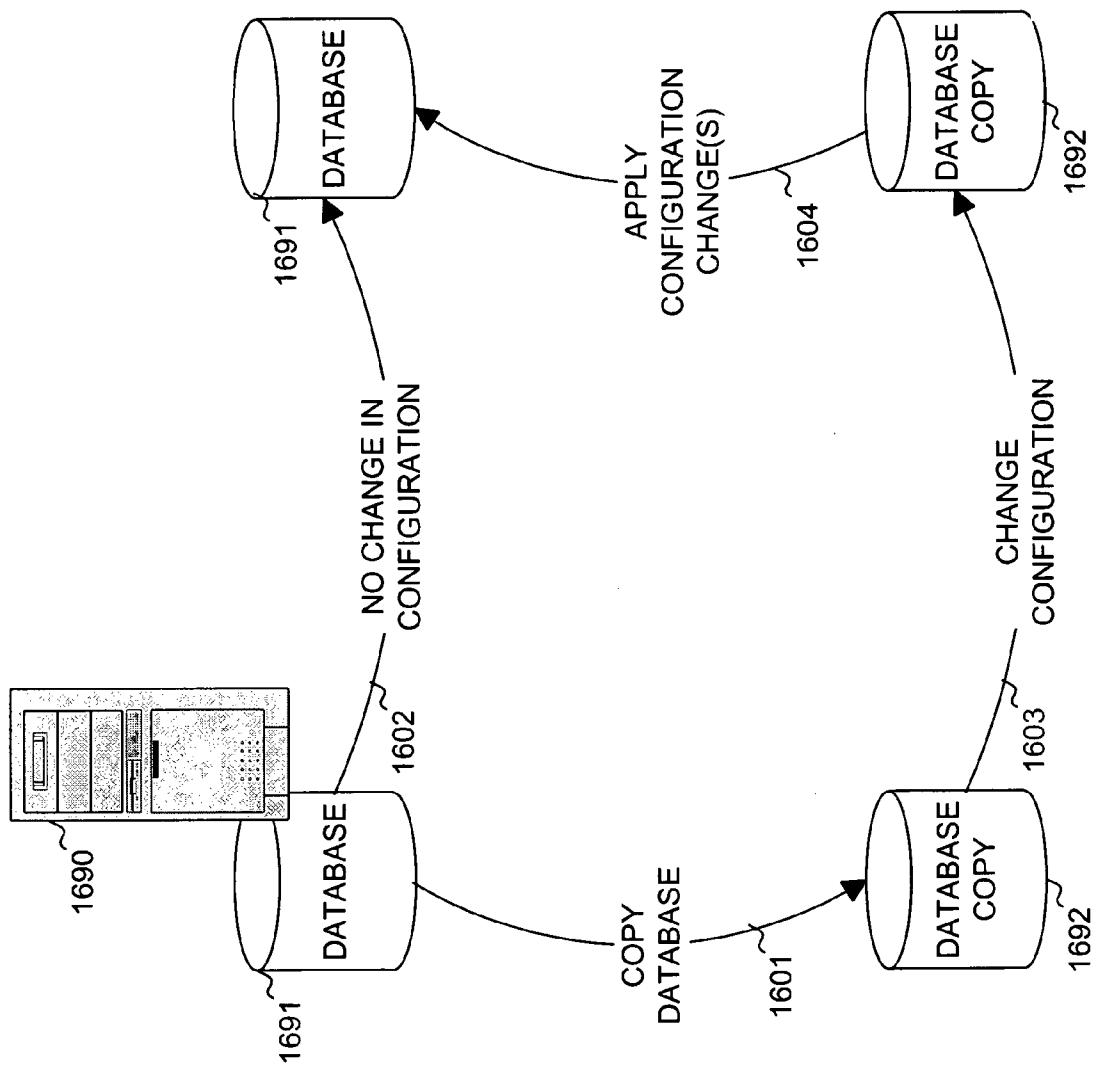 1690
1691
DATABASE
1602
NO CHANGE IN
CONFIGURATION
1691
DATABASE
COPY
DATABASE
1601
APPLY
CONFIGURATION
CHANGE(S)
1604
DATABASE
COPY
1692
1603
CHANGE
CONFIGURATION
DATABASE
COPY
1692